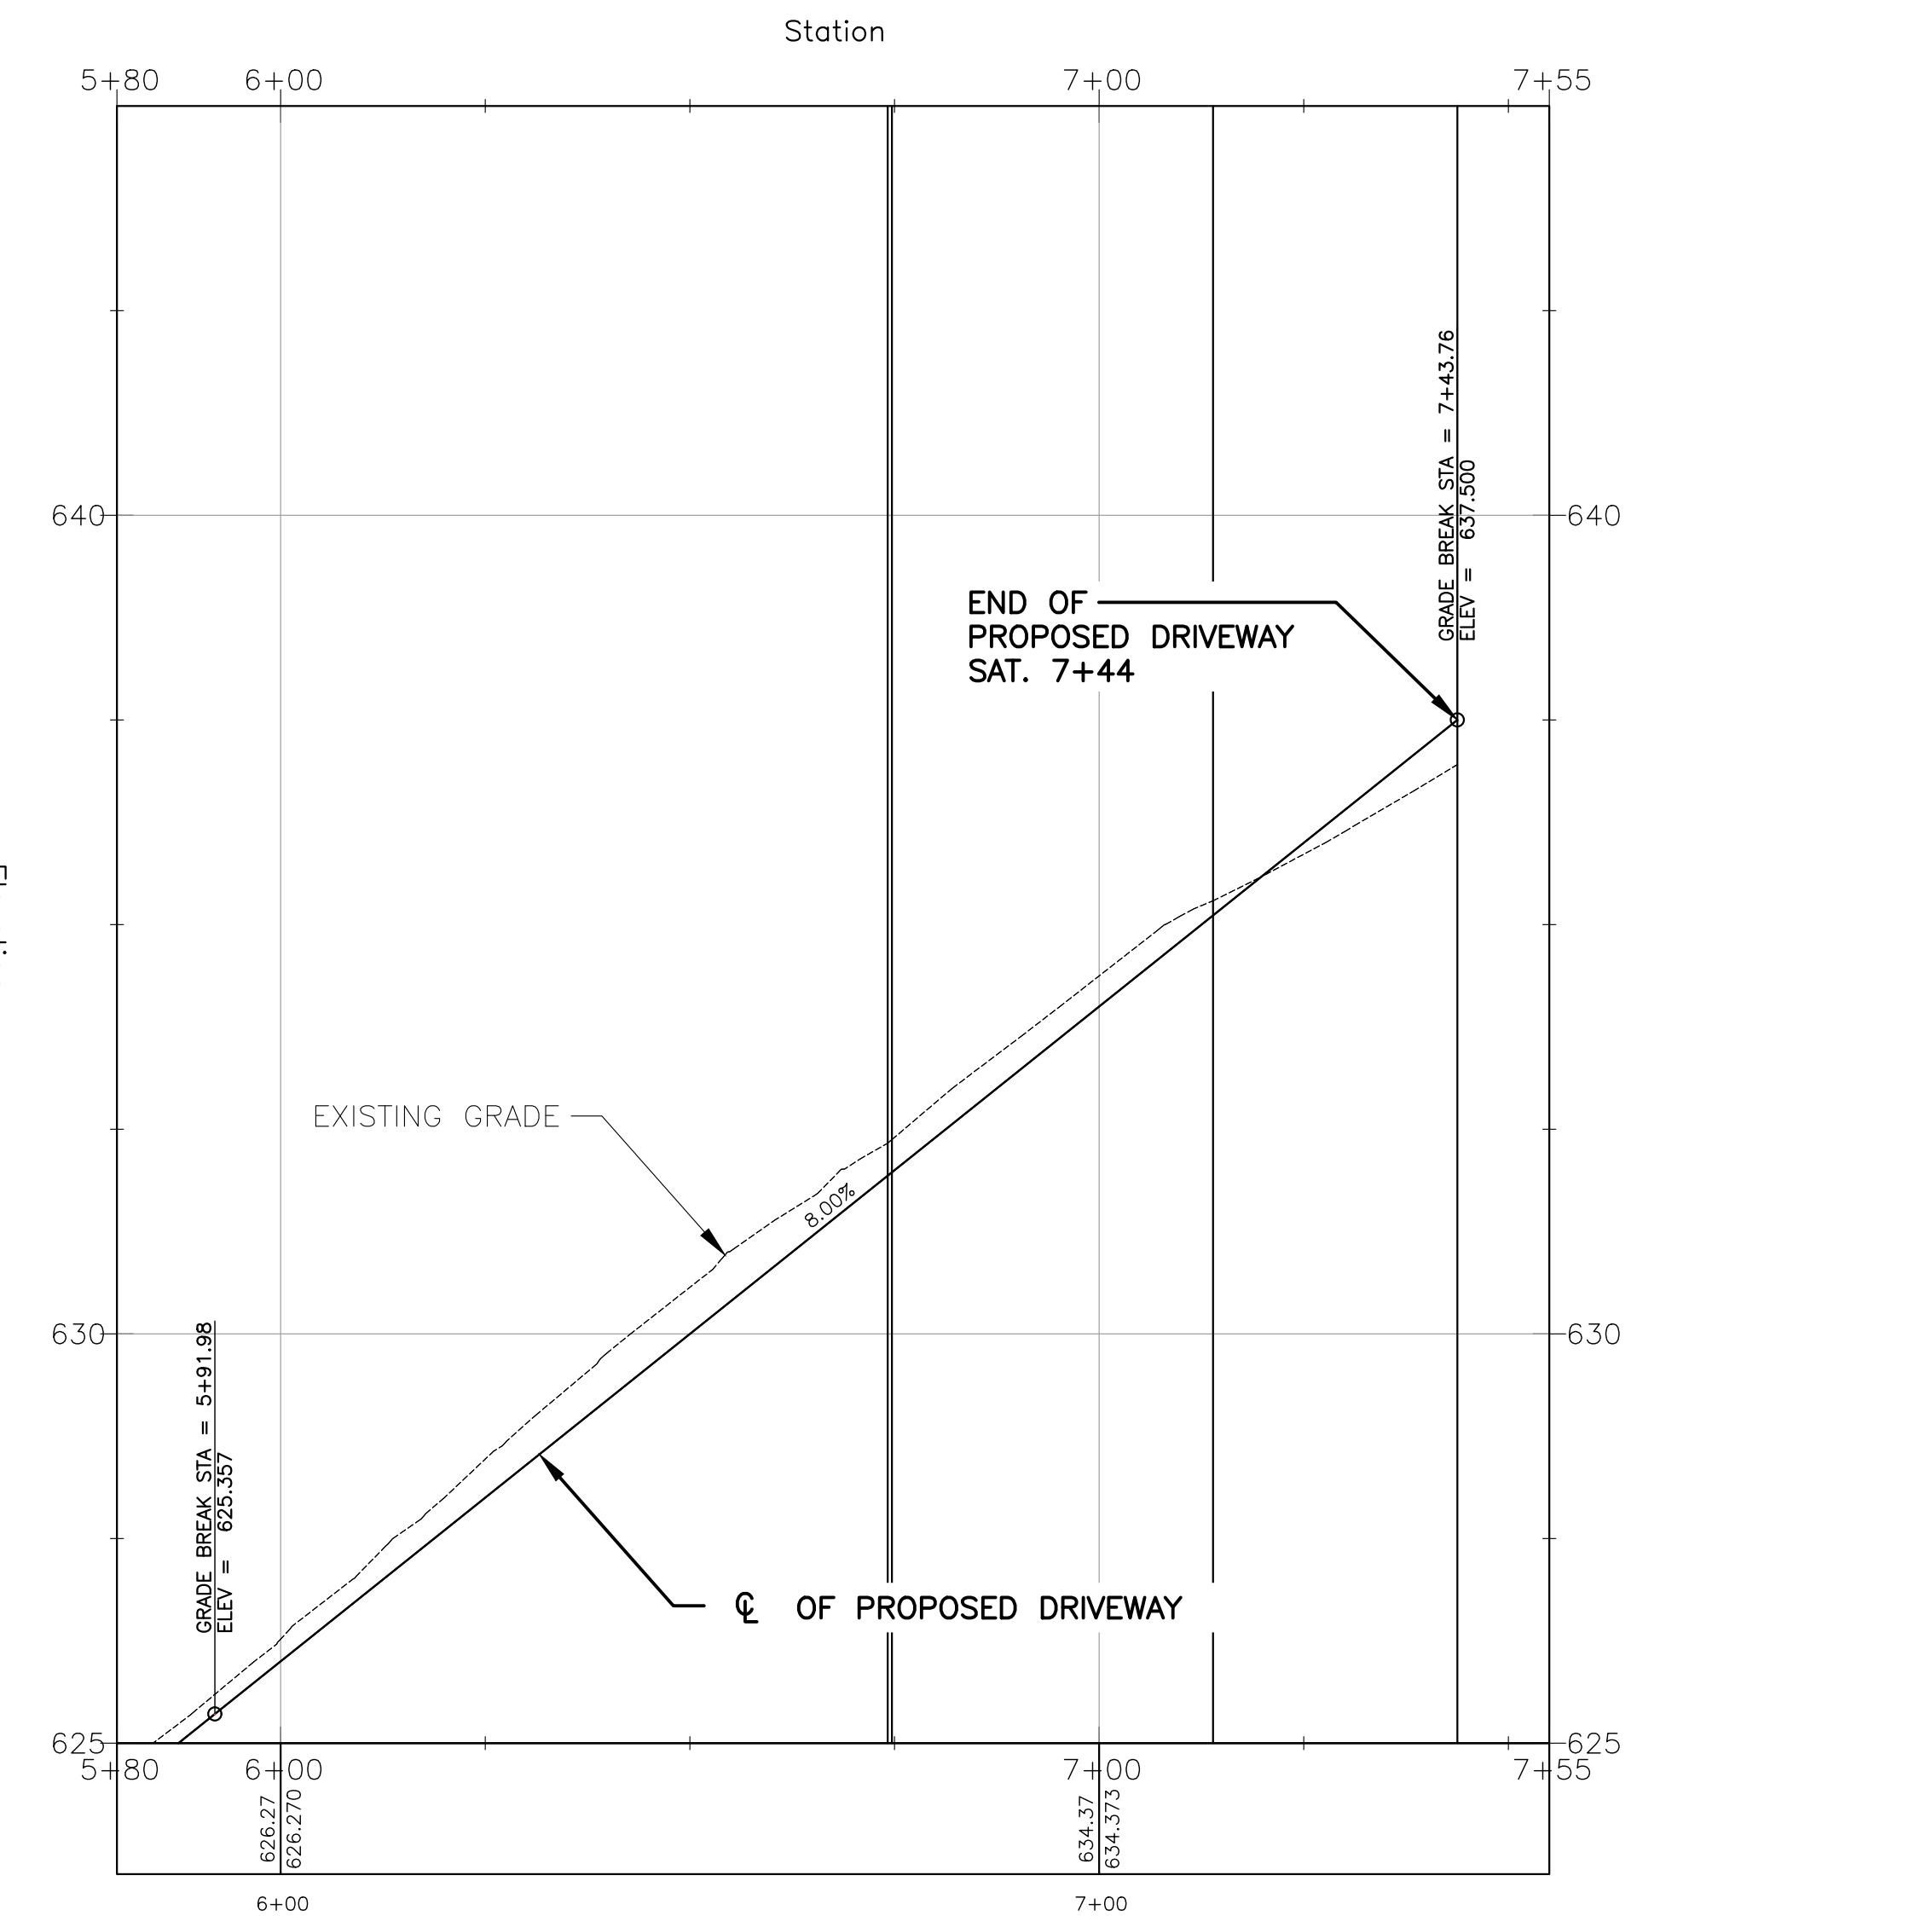 Station
5+80 6+00 7+00 7+55
GRADE BREAK STA = 7+43.76
ELEV = 637.500
640 640
END OF
PROPOSED DRIVEWAY
SAT. 7+44
EXISTING GRADE
8.00%
630 630
GRADE BREAK STA = 5+91.98
ELEV = 625.357
℄ OF PROPOSED DRIVEWAY
625 625
5+80 6+00 7+00 7+55
626.27
626.270
634.37
634.373
6+00 7+00